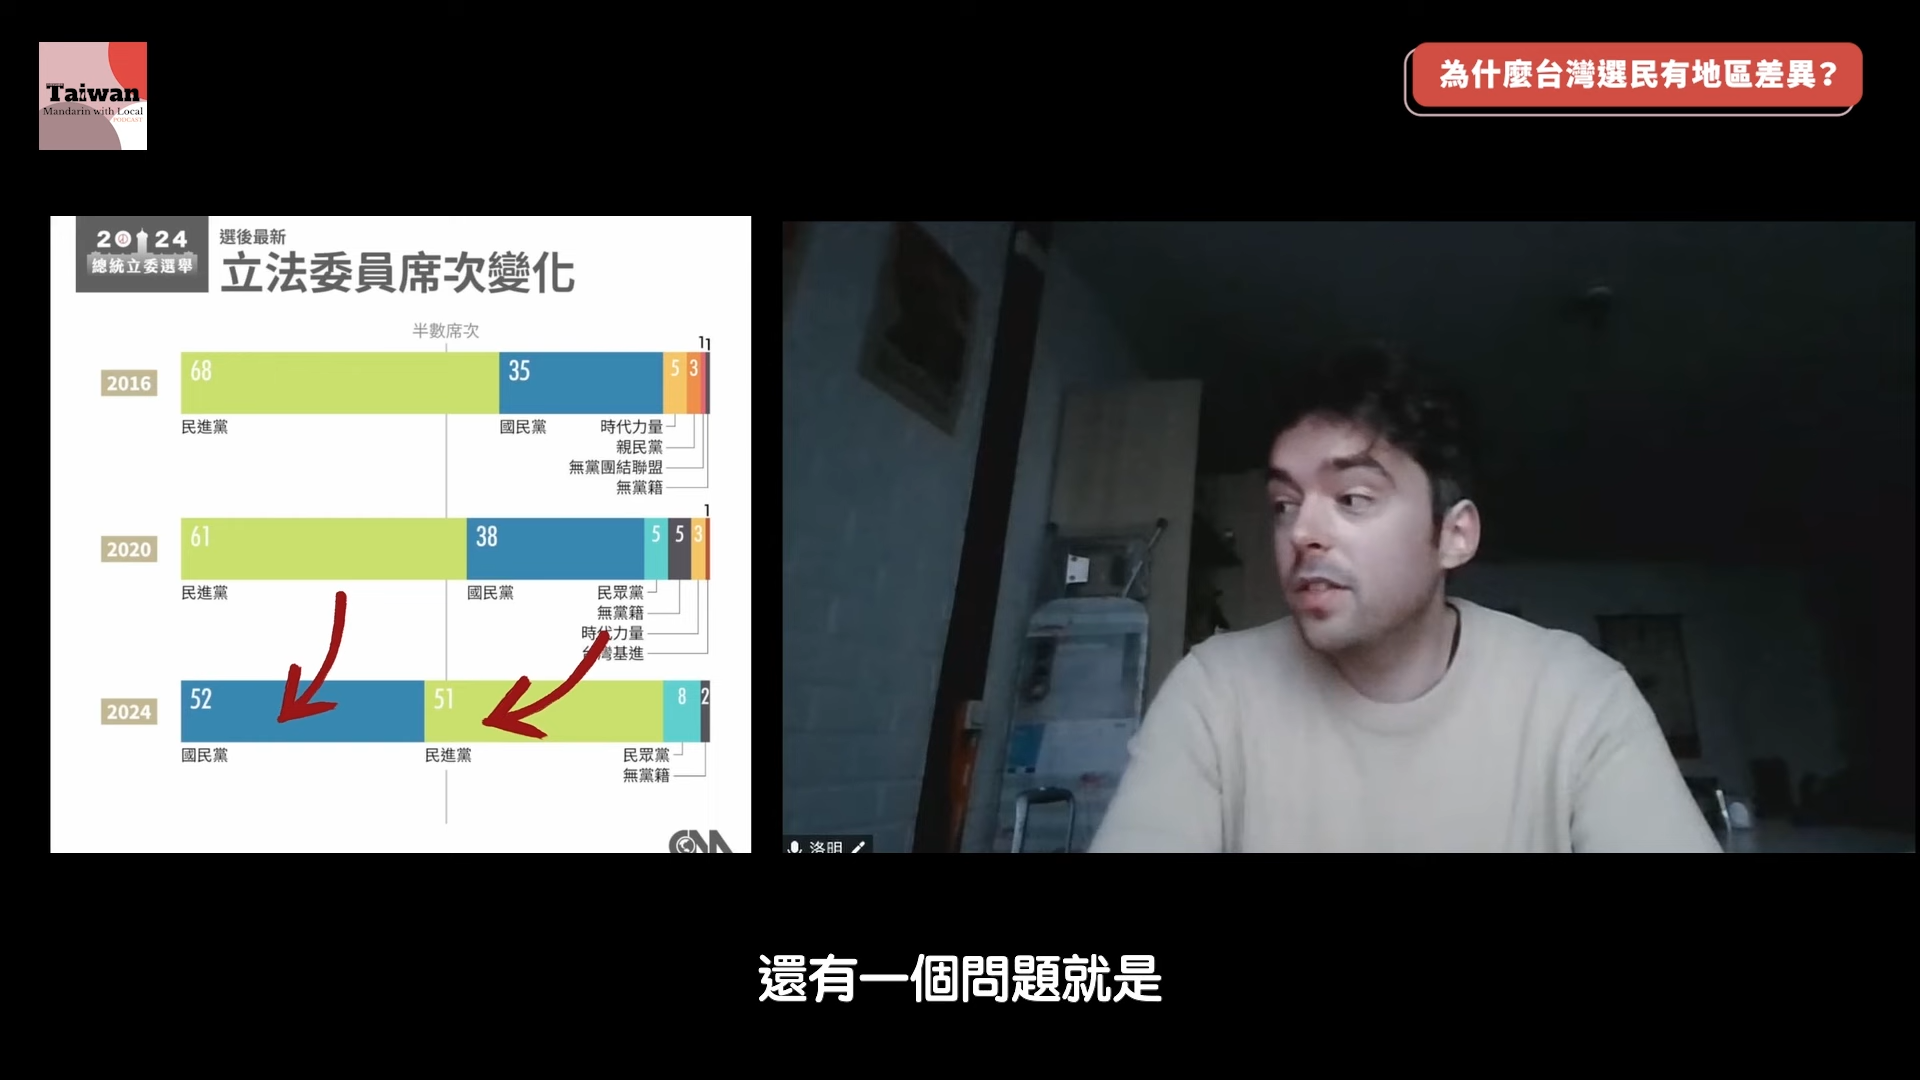 Taiwan
Mandarin with Local
PODCAST
為什麼台灣選民有地區差異?
2024
總統立委選舉
選後最新
立法委員席次變化
半數席次
2016
68
35
5
3
1
1
民進黨
國民黨
時代力量
親民黨
無黨團結聯盟
無黨籍
2020
61
38
5
5
3
1
民進黨
國民黨
民眾黨
無黨籍
時代力量
台灣基進
2024
52
51
8
2
國民黨
民進黨
民眾黨
無黨籍
CNA
洛明
還有一個問題就是